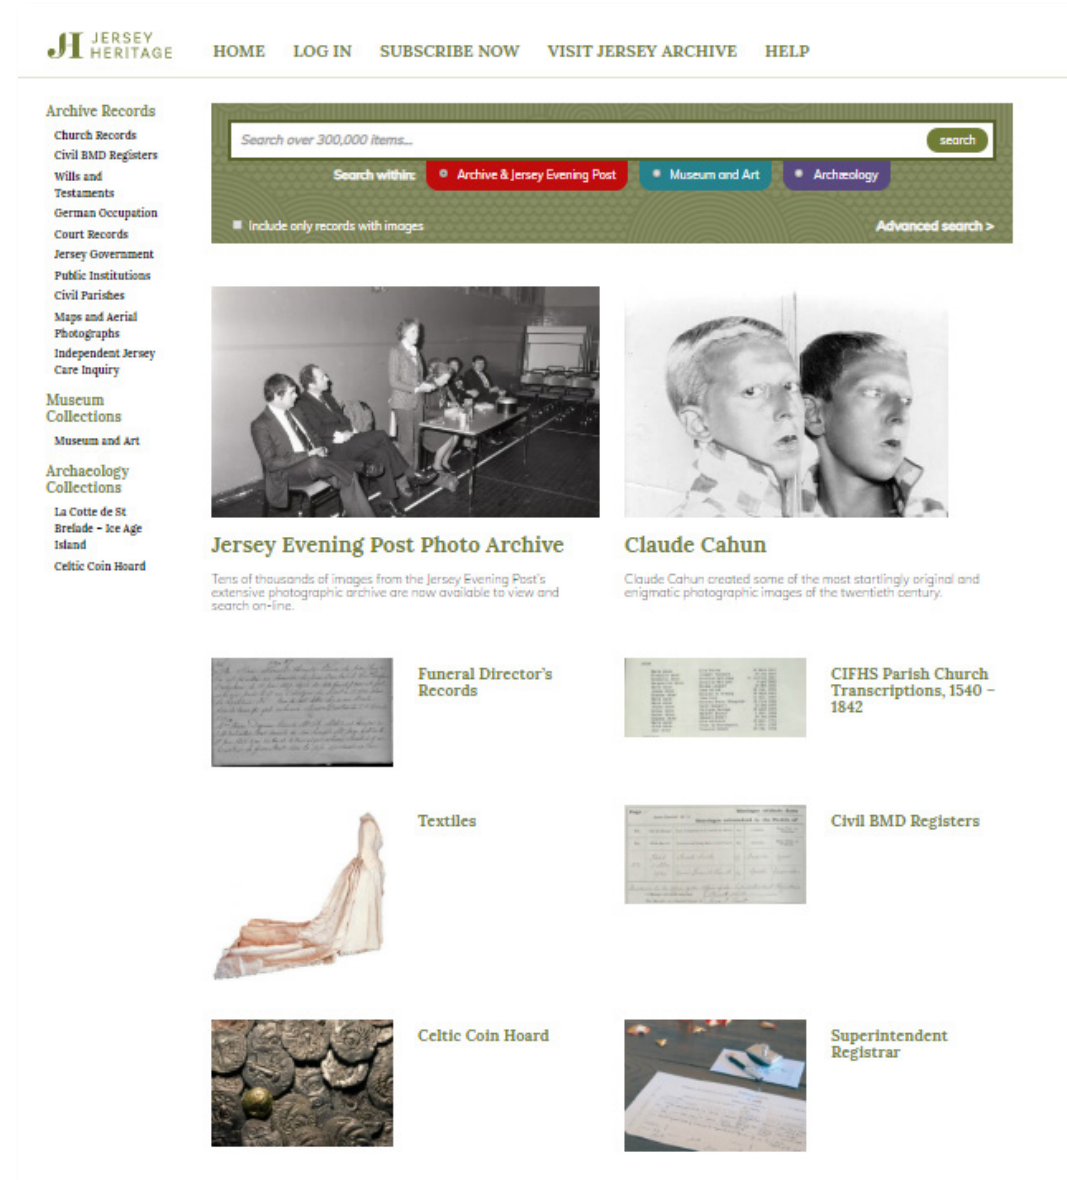 JERSEY
HERITAGE
HOME LOG IN SUBSCRIBE NOW VISIT JERSEY ARCHIVE HELP
Archive Records
Church Records
Civil BMD Registers
Wills and
Testaments
German Occupation
Court Records
Jersey Government
Public Institutions
Civil Parishes
Maps and Aerial
Photographs
Independent Jersey
Care Inquiry
Museum
Collections
Museum and Art
Archaeology
Collections
La Cotte de St
Brelade – Ice Age
Island
Celtic Coin Hoard
Search over 300,000 items...
search
Search within:
Archive & Jersey Evening Post
Museum and Art
Archæology
Include only records with images
Advanced search >
Jersey Evening Post Photo Archive
Tens of thousands of images from the Jersey Evening Post's
extensive photographic archive are now available to view and
search on-line.
Claude Cahun
Claude Cahun created some of the most startlingly original and
enigmatic photographic images of the twentieth century.
Funeral Director's
Records
CIFHS Parish Church
Transcriptions, 1540 –
1842
Textiles
Civil BMD Registers
Celtic Coin Hoard
Superintendent
Registrar